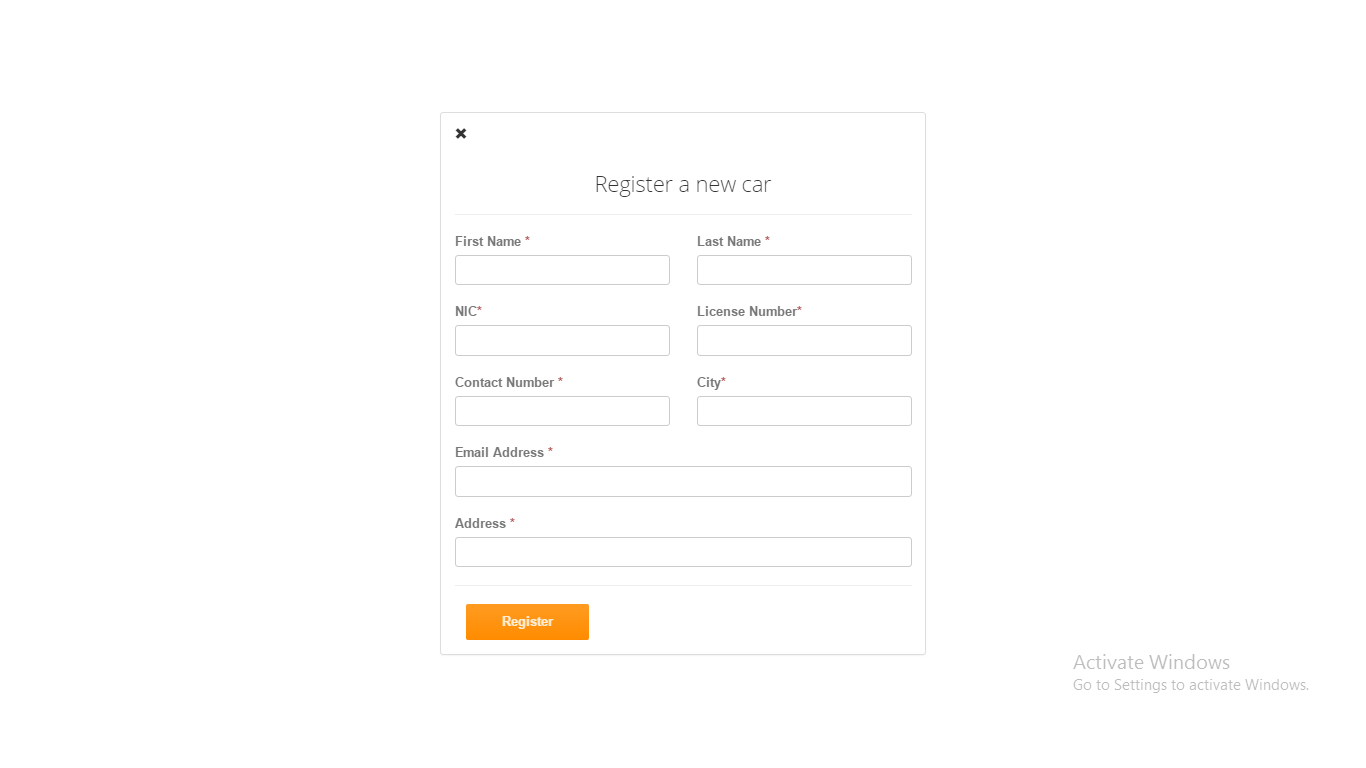 Register a new car
First Name * Last Name *
NIC* License Number*
Contact Number * City*
Email Address *
Address *
Register
Activate Windows
Go to Settings to activate Windows.